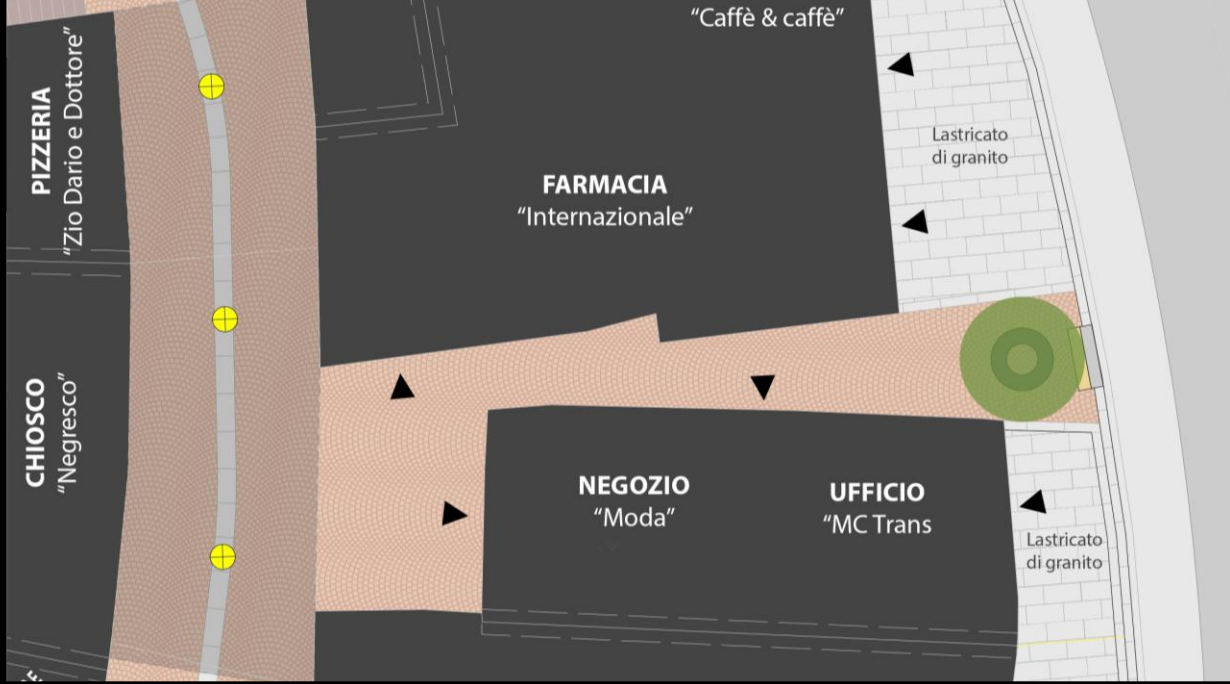 “Caffè & caffè”
PIZZERIA
“Zio Dario e Dottore”
Lastricato
di granito
FARMACIA
“Internazionale”
CHIOSCO
“Negresco”
NEGOZIO
“Moda”
UFFICIO
“MC Trans
Lastricato
di granito